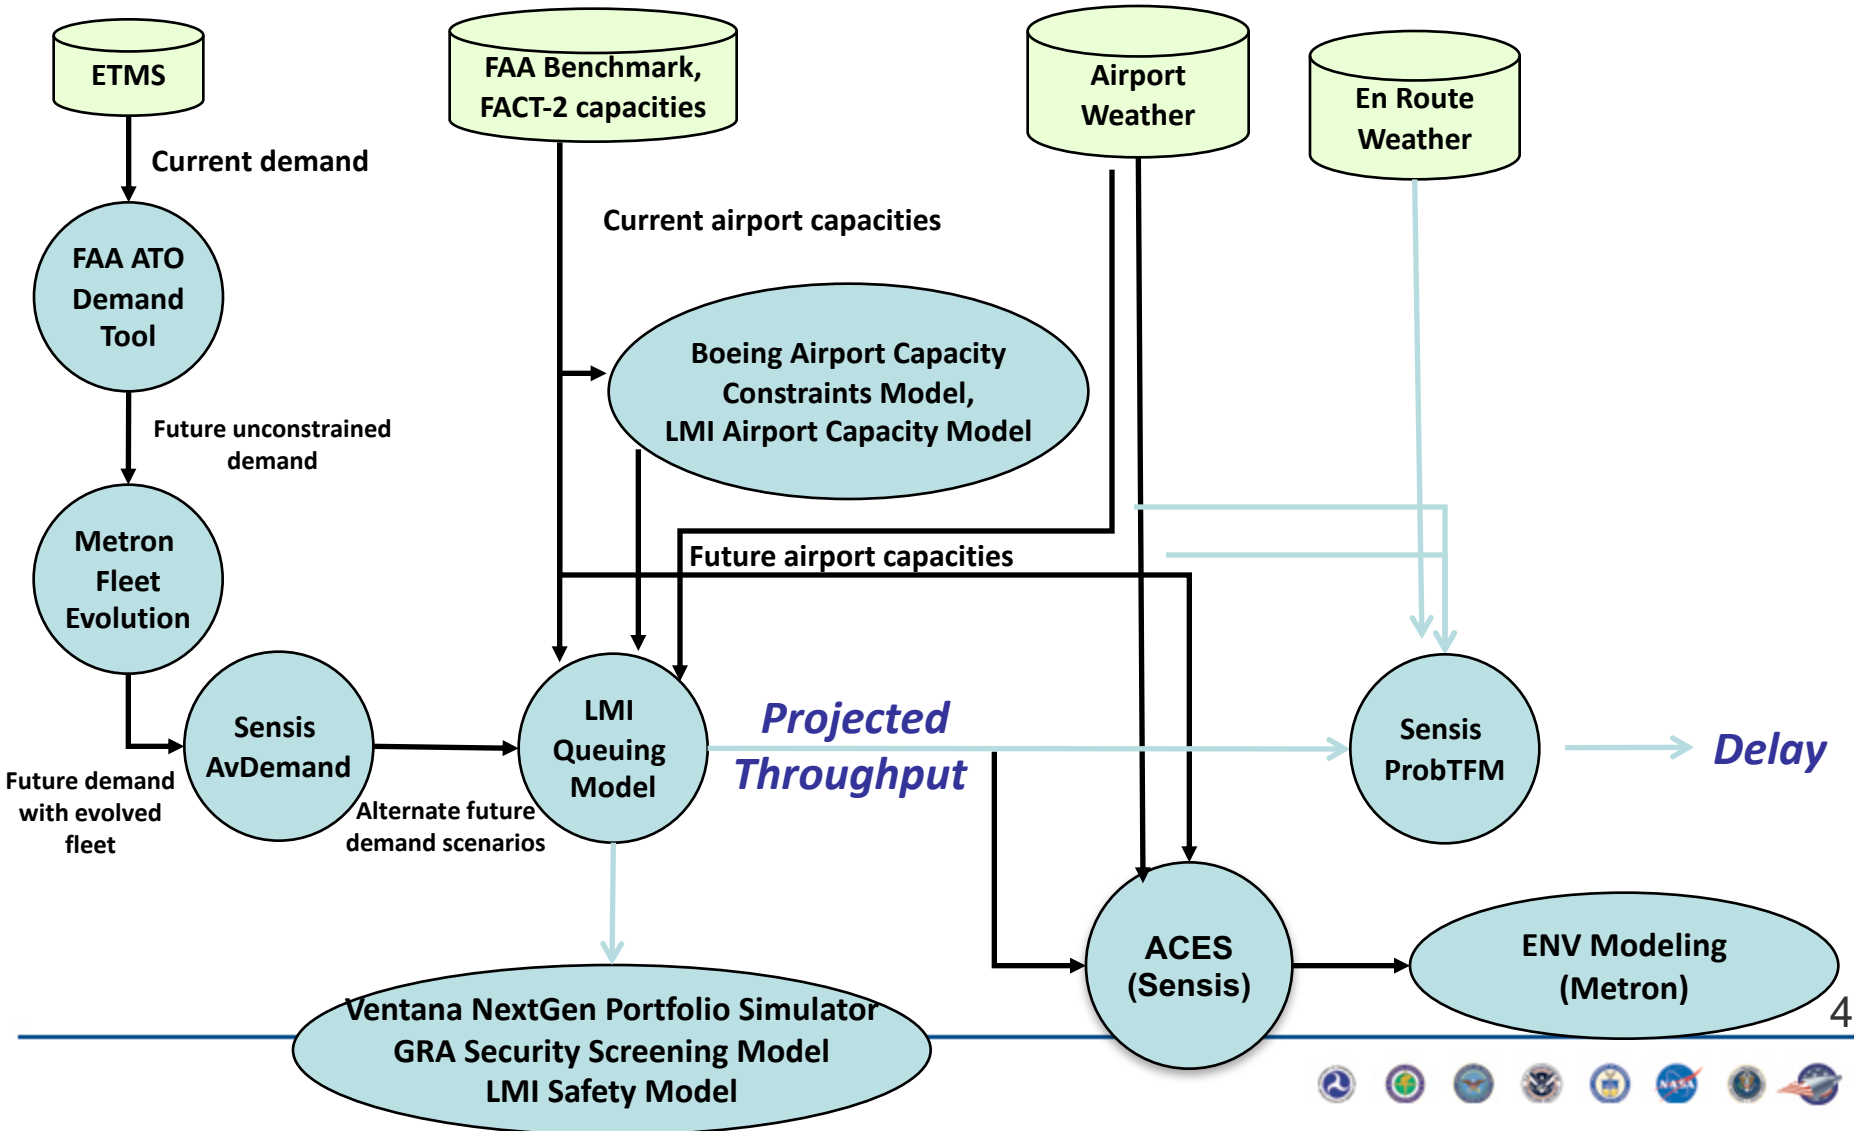 ETMS
FAA Benchmark,
FACT-2 capacities
Airport
Weather
En Route
Weather
Current demand
Current airport capacities
FAA ATO
Demand
Tool
Boeing Airport Capacity
Constraints Model,
LMI Airport Capacity Model
Future unconstrained
demand
Metron
Fleet
Evolution
Future airport capacities
Sensis
AvDemand
LMI
Queuing
Model
Projected
Throughput
Sensis
ProbTFM
Delay
Future demand
with evolved
fleet
Alternate future
demand scenarios
ACES
(Sensis)
ENV Modeling
(Metron)
Ventana NextGen Portfolio Simulator
GRA Security Screening Model
LMI Safety Model
4
NASA